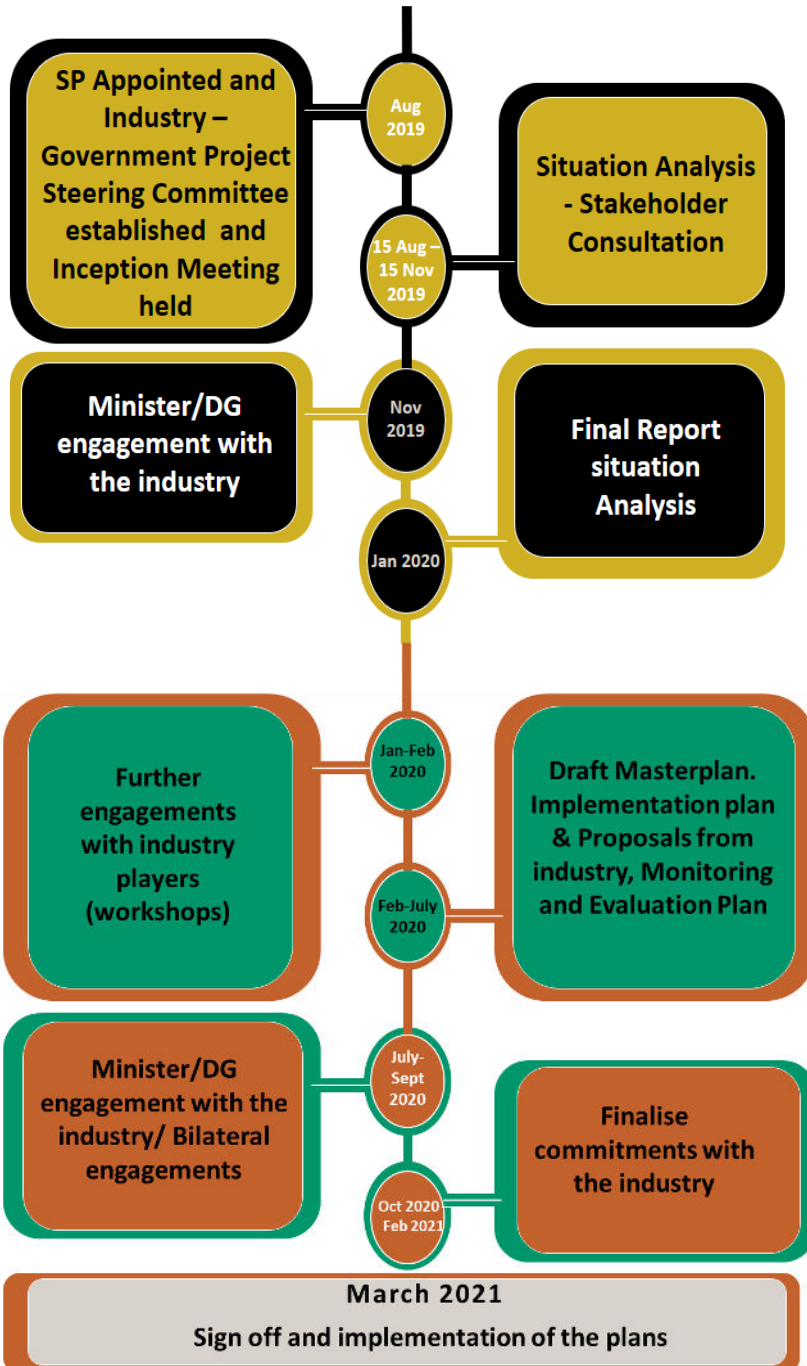 SP Appointed and
Industry –
Government Project
Steering Committee
established and
Inception Meeting
held
Aug
2019
Situation Analysis
- Stakeholder
Consultation
15 Aug –
15 Nov
2019
Minister/DG
engagement with
the industry
Nov
2019
Final Report
situation
Analysis
Jan 2020
Further
engagements
with industry
players
(workshops)
Jan-Feb
2020
Draft Masterplan.
Implementation plan
& Proposals from
industry, Monitoring
and Evaluation Plan
Feb-July
2020
Minister/DG
engagement with the
industry/ Bilateral
engagements
July-
Sept
2020
Finalise
commitments with
the industry
Oct 2020
Feb 2021
March 2021
Sign off and implementation of the plans